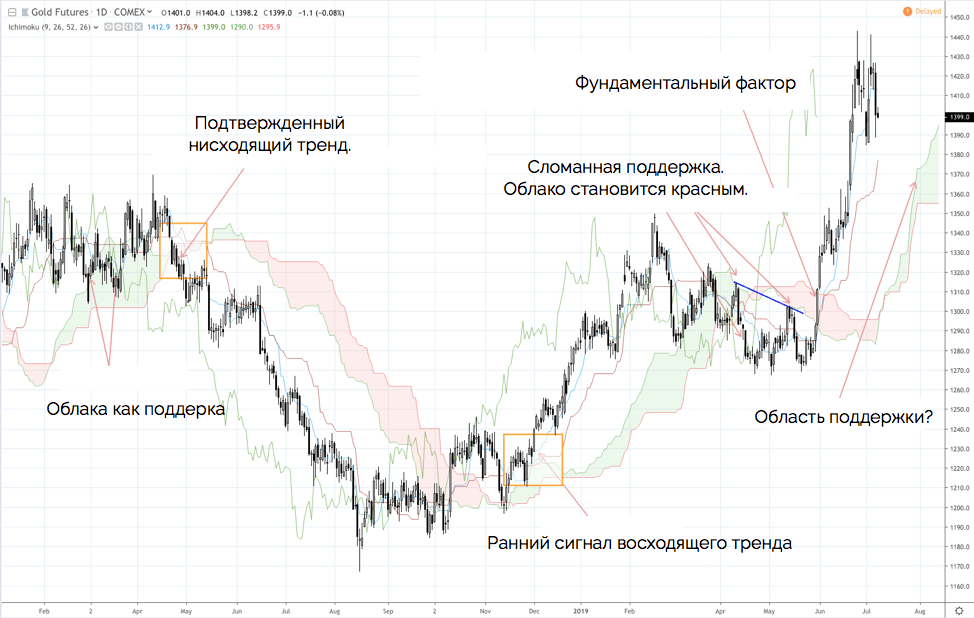 Gold Futures · 1D · COMEX O1401.0 H1404.0 L1398.2 C1399.0 −1.1 (−0.08%)
Delayed
Ichimoku (9, 26, 52, 26) 1412.9 1376.9 1399.0 1290.0 1295.9
Фундаментальный фактор
Подтвержденный
нисходящий тренд.
Сломанная поддержка.
Облако становится красным.
Облака как поддерка
Область поддержки?
Ранний сигнал восходящего тренда
1450.0
1440.0
1430.0
1420.0
1410.0
1399.0
1390.0
1380.0
1370.0
1360.0
1350.0
1340.0
1330.0
1320.0
1310.0
1300.0
1290.0
1280.0
1270.0
1260.0
1250.0
1240.0
1230.0
1220.0
1210.0
1200.0
1190.0
1180.0
1170.0
1160.0
Feb 2 Apr May Jun Jul Aug Sep 2 Nov Dec 2019 Feb Apr May Jun Jul Aug